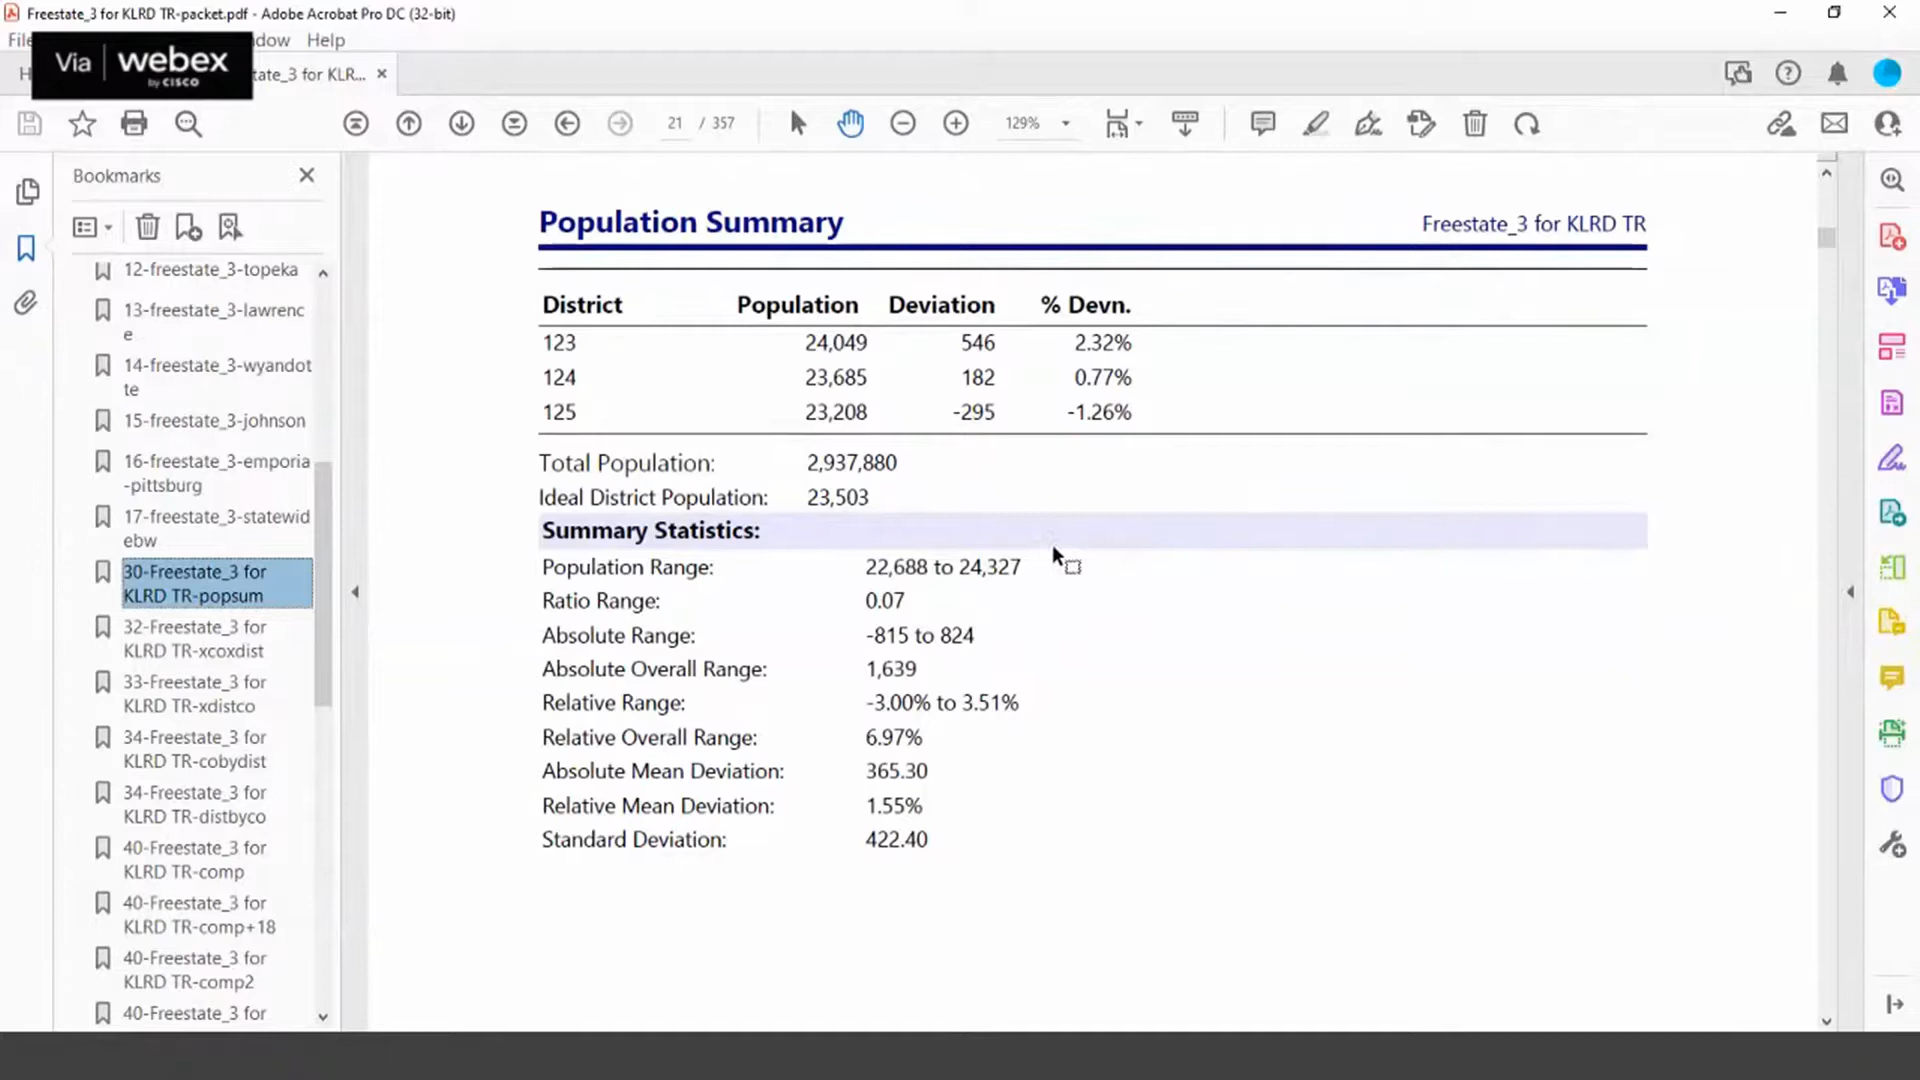 Freestate_3 for KLRD TR-packet.pdf - Adobe Acrobat Pro DC (32-bit)
Help
Via webex
by CISCO
tate_3 for KLR...
21 / 357
129%
Bookmarks
12-freestate_3-topeka
13-freestate_3-lawrenc
e
14-freestate_3-wyandot
te
15-freestate_3-johnson
16-freestate_3-emporia
-pittsburg
17-freestate_3-statewid
ebw
30-Freestate_3 for
KLRD TR-popsum
32-Freestate_3 for
KLRD TR-xcoxdist
33-Freestate_3 for
KLRD TR-xdistco
34-Freestate_3 for
KLRD TR-cobydist
34-Freestate_3 for
KLRD TR-distbyco
40-Freestate_3 for
KLRD TR-comp
40-Freestate_3 for
KLRD TR-comp+18
40-Freestate_3 for
KLRD TR-comp2
40-Freestate_3 for
Population Summary Freestate_3 for KLRD TR
District Population Deviation % Devn.
123 24,049 546 2.32%
124 23,685 182 0.77%
125 23,208 -295 -1.26%
Total Population: 2,937,880
Ideal District Population: 23,503
Summary Statistics:
Population Range: 22,688 to 24,327
Ratio Range: 0.07
Absolute Range: -815 to 824
Absolute Overall Range: 1,639
Relative Range: -3.00% to 3.51%
Relative Overall Range: 6.97%
Absolute Mean Deviation: 365.30
Relative Mean Deviation: 1.55%
Standard Deviation: 422.40